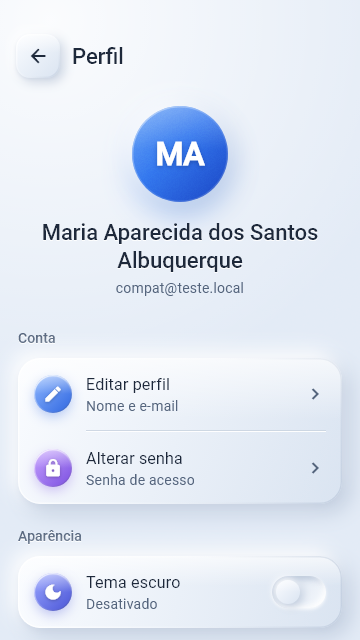 Perfil
MA
Maria Aparecida dos Santos
Albuquerque
compat@teste.local
Conta
Editar perfil
Nome e e-mail
Alterar senha
Senha de acesso
Aparência
Tema escuro
Desativado